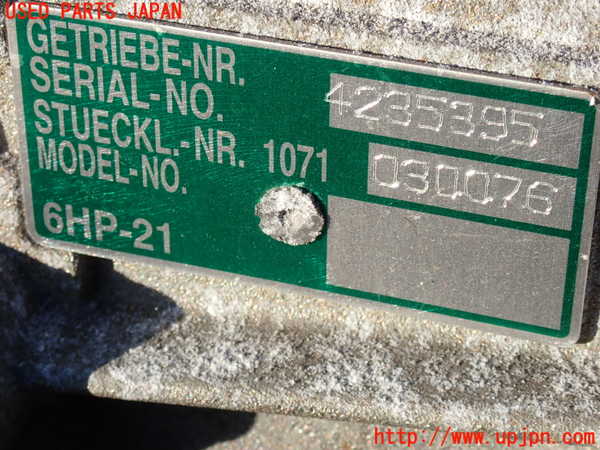 USED PARTS JAPAN
GETRIEBE-NR.
SERIAL-NO. 4235395
STUECKL.-NR. 1071 030076
MODEL-NO.
6HP-21
http://www.upjpn.com/